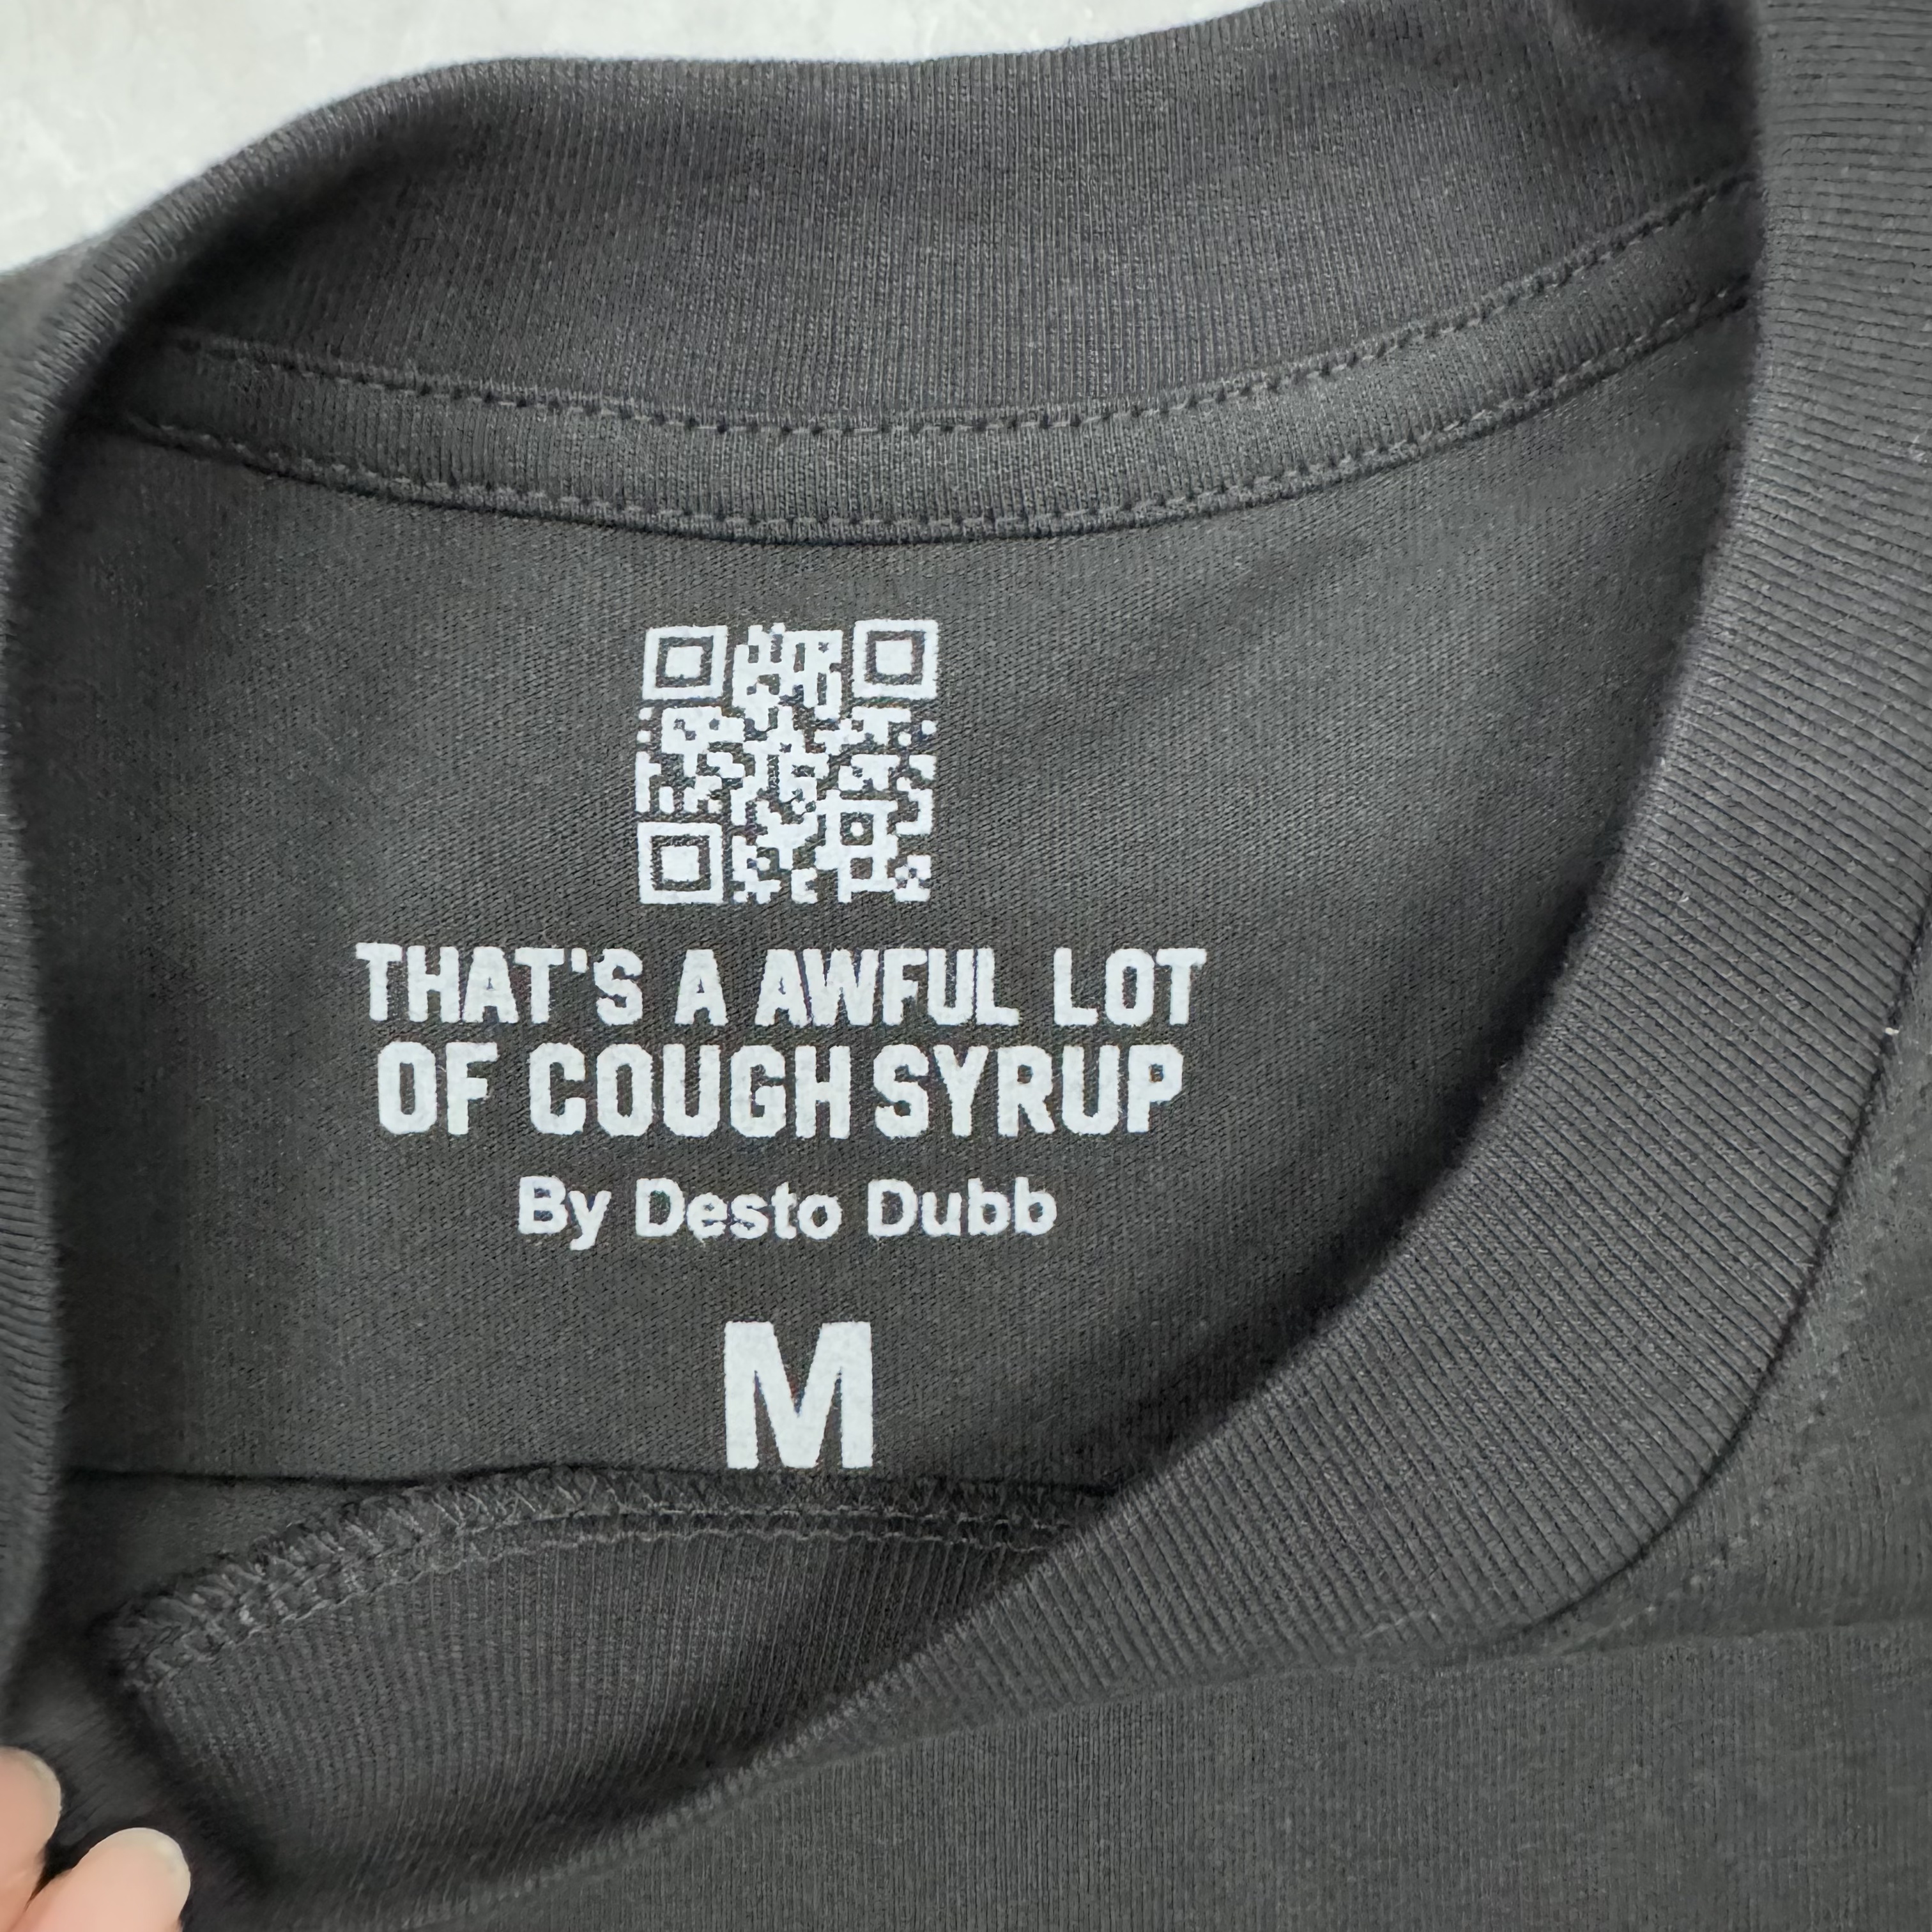 THAT'S A AWFUL LOT
OF COUGH SYRUP
By Desto Dubb
M